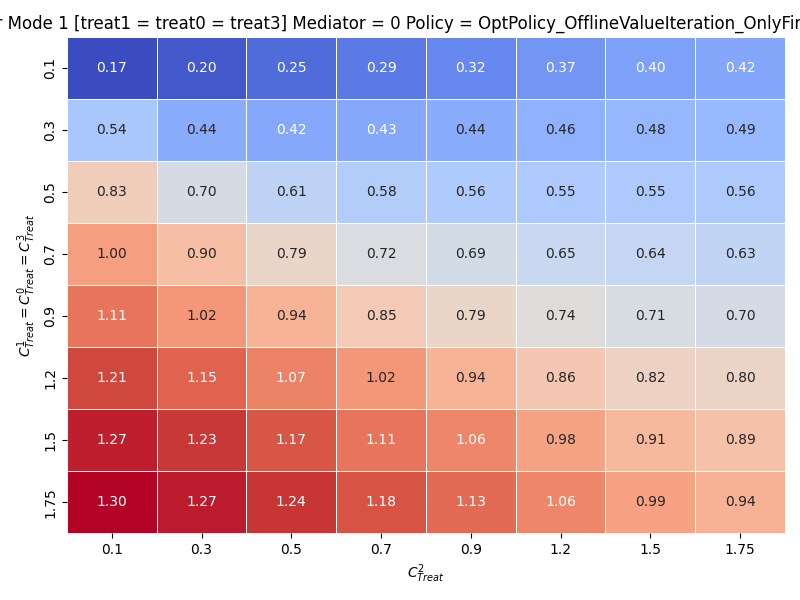 r Mode 1 [treat1 = treat0 = treat3] Mediator = 0 Policy = OptPolicy_OfflineValueIteration_OnlyFir
0.1 0.17 0.20 0.25 0.29 0.32 0.37 0.40 0.42
0.3 0.54 0.44 0.42 0.43 0.44 0.46 0.48 0.49
0.5 0.83 0.70 0.61 0.58 0.56 0.55 0.55 0.56
0.7 1.00 0.90 0.79 0.72 0.69 0.65 0.64 0.63
0.9 1.11 1.02 0.94 0.85 0.79 0.74 0.71 0.70
1.2 1.21 1.15 1.07 1.02 0.94 0.86 0.82 0.80
1.5 1.27 1.23 1.17 1.11 1.06 0.98 0.91 0.89
1.75 1.30 1.27 1.24 1.18 1.13 1.06 0.99 0.94
0.1 0.3 0.5 0.7 0.9 1.2 1.5 1.75
$C^1_{Treat} = C^0_{Treat} = C^3_{Treat}$
$C^2_{Treat}$